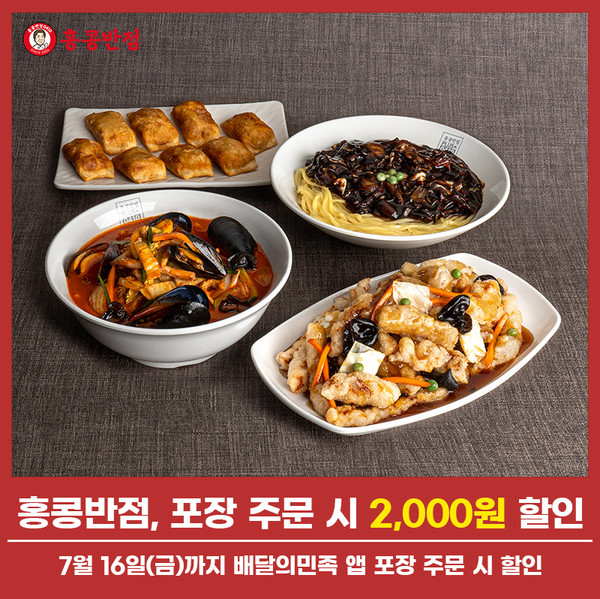 홍콩반점
홍콩반점, 포장 주문 시 2,000원 할인
7월 16일(금)까지 배달의민족 앱 포장 주문 시 할인